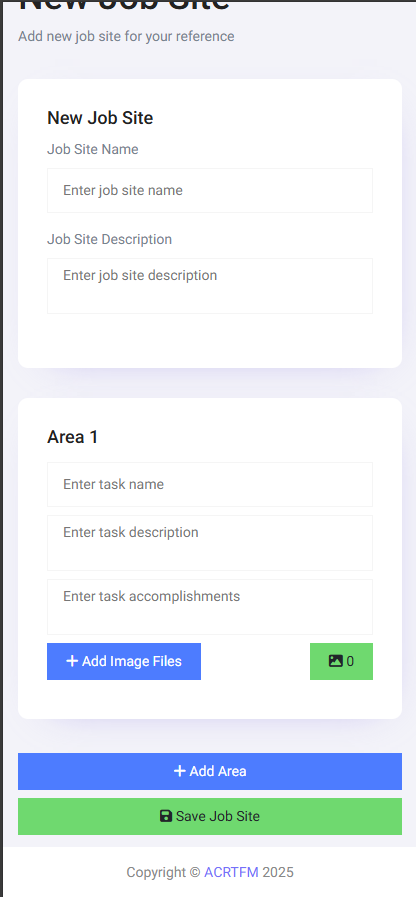 New Job Site
Add new job site for your reference
New Job Site
Job Site Name
Enter job site name
Job Site Description
Enter job site description
Area 1
Enter task name
Enter task description
Enter task accomplishments
+ Add Image Files
0
+ Add Area
Save Job Site
Copyright © ACRTFM 2025